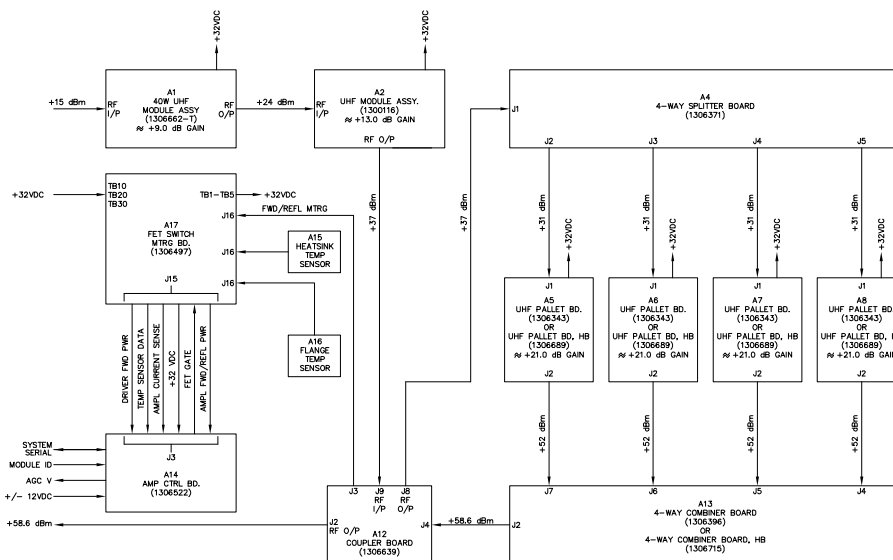 +32VDC
+32VDC
A1
40W UHF
MODULE ASSY
(1306662-T)
≈ +9.0 dB GAIN
+15 dBm
RF
I/P
RF
O/P
+24 dBm
A2
UHF MODULE ASSY.
(1300116)
≈ +13.0 dB GAIN
RF
I/P
RF O/P
A4
4-WAY SPLITTER BOARD
(1306371)
J1
J2
J3
J4
J5
+32VDC
TB10
TB20
TB30
TB1-TB5
+32VDC
A17
FET SWITCH
MTRG BD.
(1306497)
J16
FWD/REFL MTRG
J16
A15
HEATSINK
TEMP
SENSOR
J16
A16
FLANGE
TEMP
SENSOR
J15
+37 dBm
+37 dBm
+31 dBm
+31 dBm
+31 dBm
+31 dBm
+32VDC
+32VDC
+32VDC
+32VDC
J1
A5
UHF PALLET BD.
(1306343)
OR
UHF PALLET BD, HB
(1306689)
≈ +21.0 dB GAIN
J2
J1
A6
UHF PALLET BD.
(1306343)
OR
UHF PALLET BD, HB
(1306689)
≈ +21.0 dB GAIN
J2
J1
A7
UHF PALLET BD.
(1306343)
OR
UHF PALLET BD, HB
(1306689)
≈ +21.0 dB GAIN
J2
J1
A8
UHF PALLET BD.
(1306343)
OR
UHF PALLET BD, HB
(1306689)
≈ +21.0 dB GAIN
J2
DRIVER FWD PWR
TEMP SENSOR DATA
AMPL CURRENT SENSE
+32 VDC
FET GATE
AMPL FWD/REFL PWR
+52 dBm
+52 dBm
+52 dBm
+52 dBm
SYSTEM
SERIAL
MODULE ID
AGC V
+/- 12VDC
J3
A14
AMP CTRL BD.
(1306522)
+58.6 dBm
J3
J9
RF
I/P
J8
RF
O/P
J2
RF O/P
A12
COUPLER BOARD
(1306639)
J4
+58.6 dBm
J7
J6
J5
J4
J2
A13
4-WAY COMBINER BOARD
(1306396)
OR
4-WAY COMBINER BOARD, HB
(1306715)